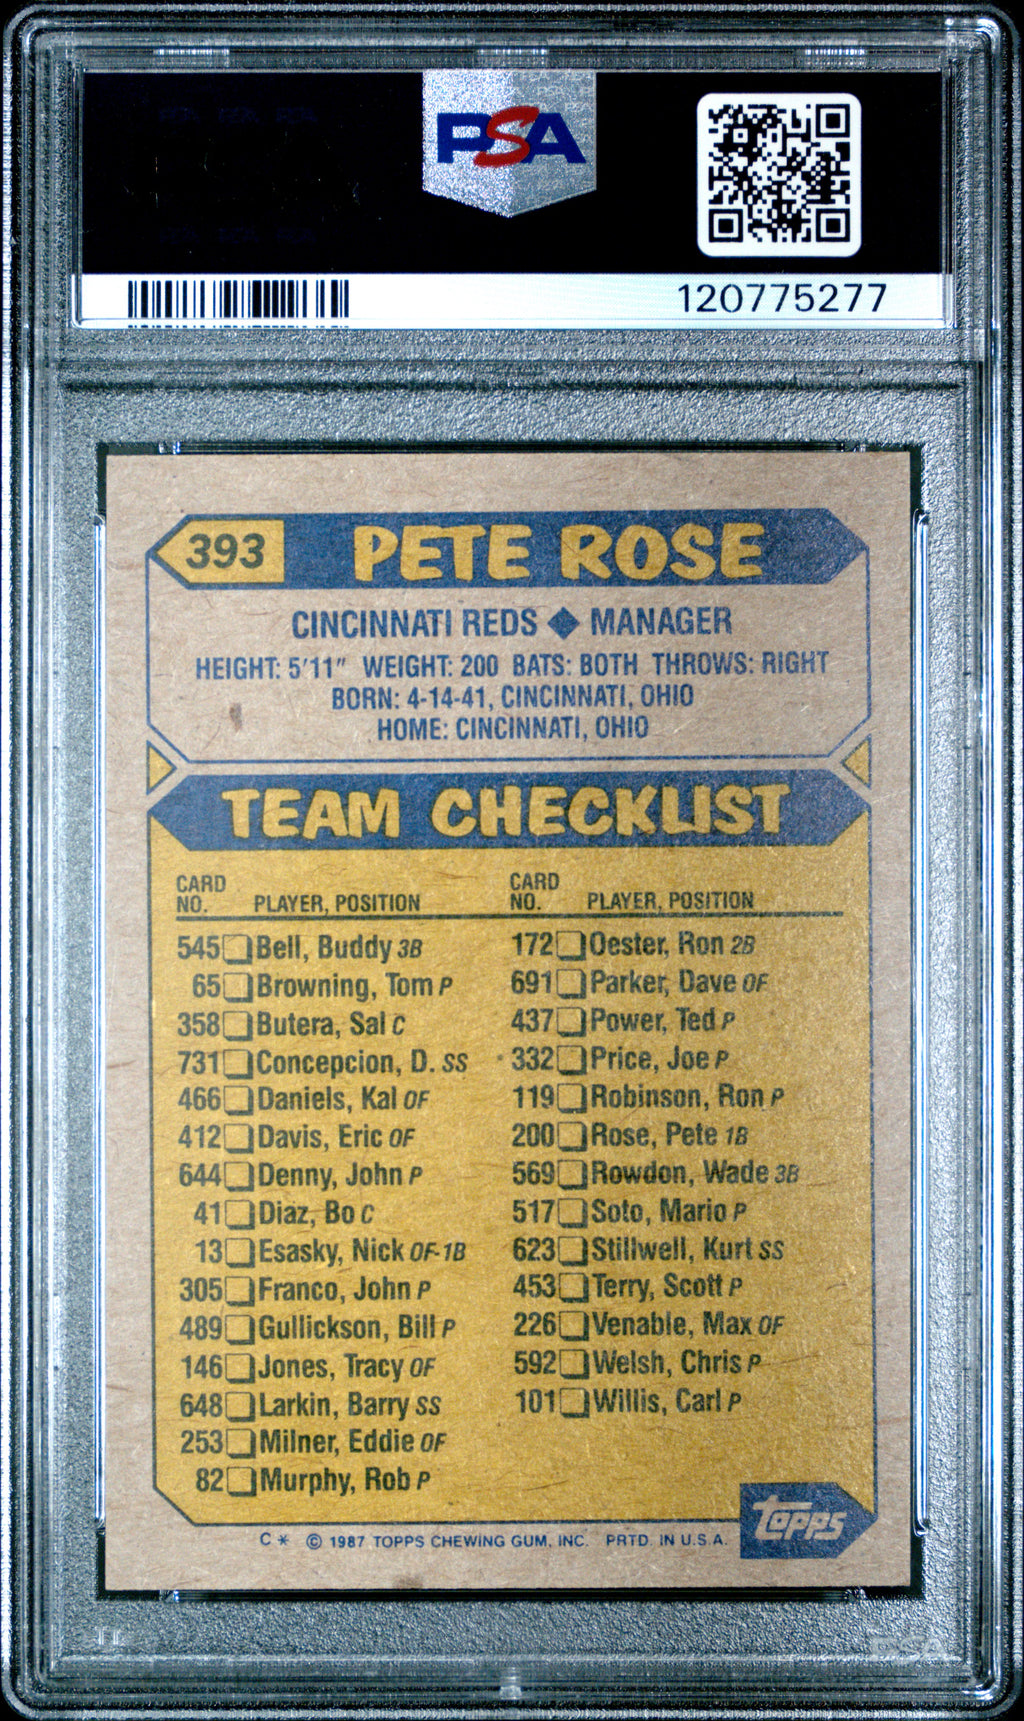 PSA
120775277
393 PETE ROSE
CINCINNATI REDS ◆ MANAGER
HEIGHT: 5'11" WEIGHT: 200 BATS: BOTH THROWS: RIGHT
BORN: 4-14-41, CINCINNATI, OHIO
HOME: CINCINNATI, OHIO
TEAM CHECKLIST
CARD NO. PLAYER, POSITION
545 Bell, Buddy 3B
65 Browning, Tom P
358 Butera, Sal C
731 Concepcion, D. SS
466 Daniels, Kal OF
412 Davis, Eric OF
644 Denny, John P
41 Diaz, Bo C
13 Esasky, Nick OF-1B
305 Franco, John P
489 Gullickson, Bill P
146 Jones, Tracy OF
648 Larkin, Barry SS
253 Milner, Eddie OF
82 Murphy, Rob P
CARD NO. PLAYER, POSITION
172 Oester, Ron 2B
691 Parker, Dave OF
437 Power, Ted P
332 Price, Joe P
119 Robinson, Ron P
200 Rose, Pete 1B
569 Rowdon, Wade 3B
517 Soto, Mario P
623 Stillwell, Kurt SS
453 Terry, Scott P
226 Venable, Max OF
592 Welsh, Chris P
101 Willis, Carl P
topps
C * © 1987 TOPPS CHEWING GUM, INC. PRTD. IN U.S.A.